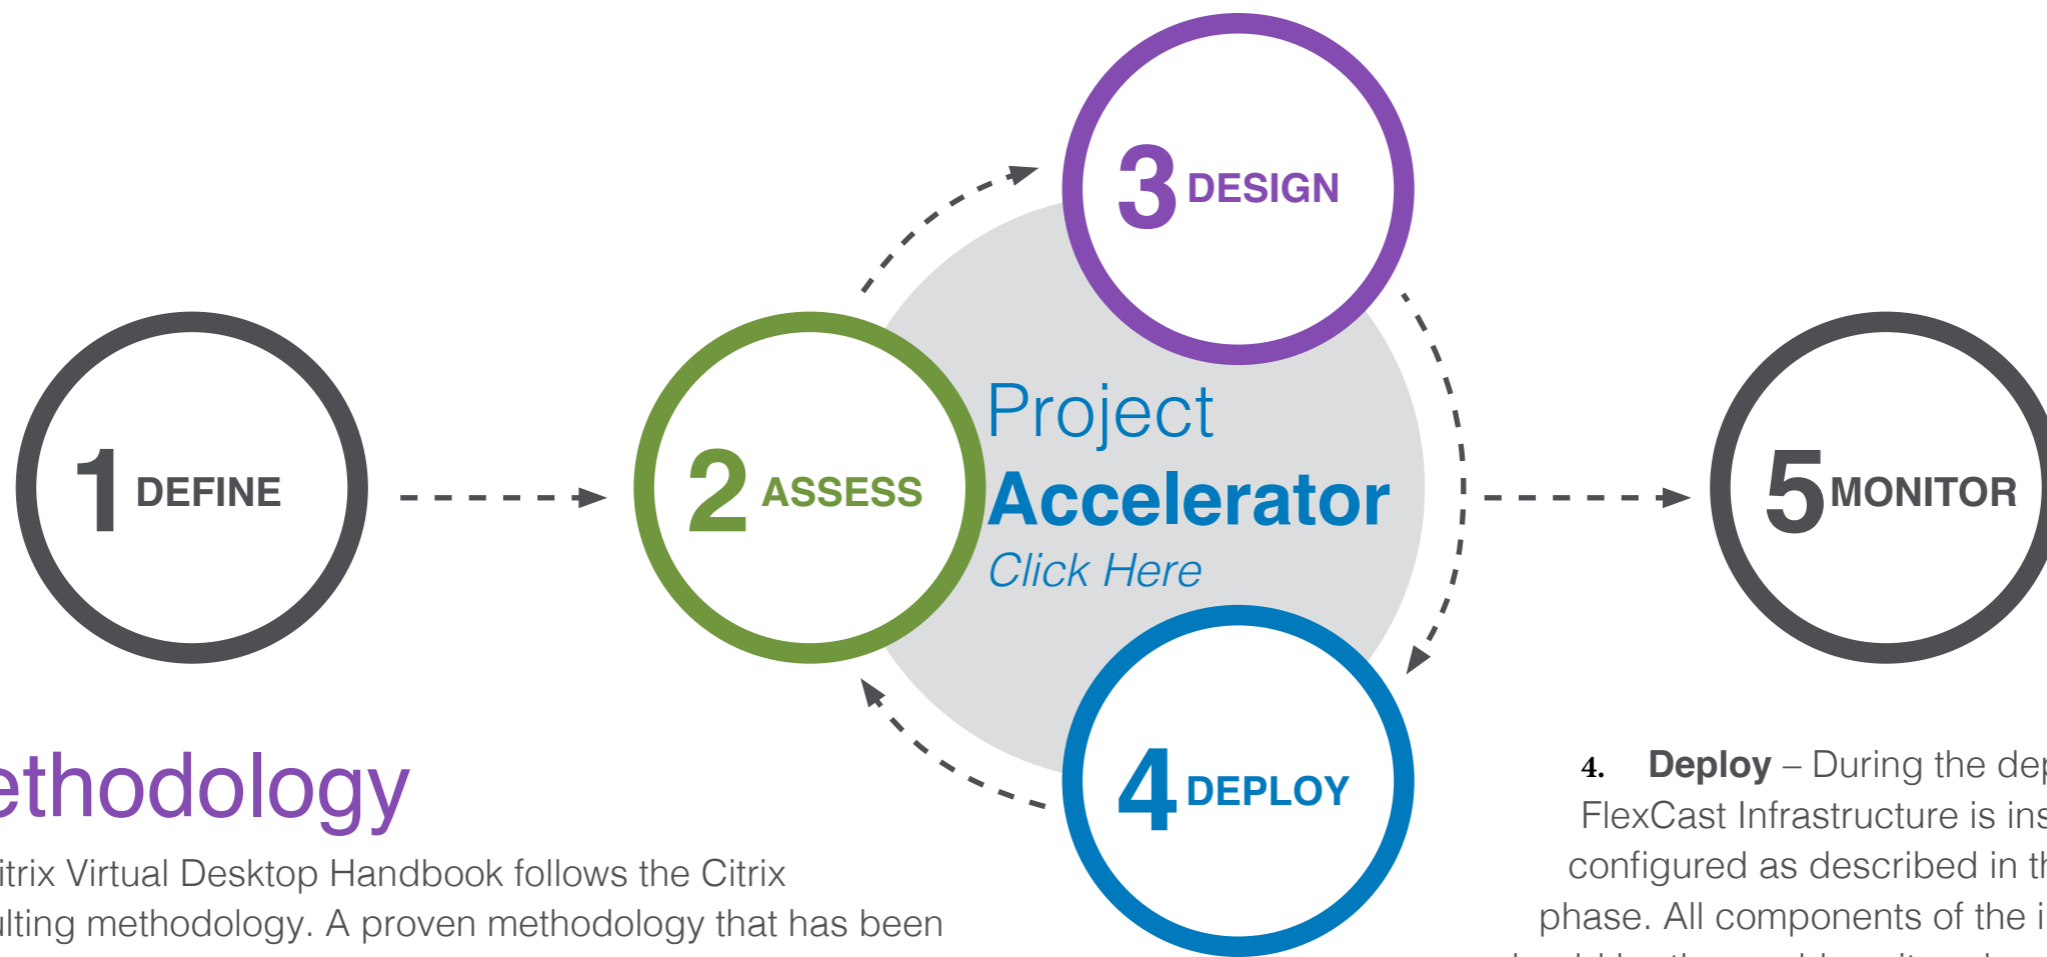 1 DEFINE
2 ASSESS
3 DESIGN
Project
Accelerator
Click Here
4 DEPLOY
5 MONITOR
ethodology
itrix Virtual Desktop Handbook follows the Citrix
ulting methodology. A proven methodology that has been
4. Deploy – During the dep
FlexCast Infrastructure is ins
configured as described in th
phase. All components of the i